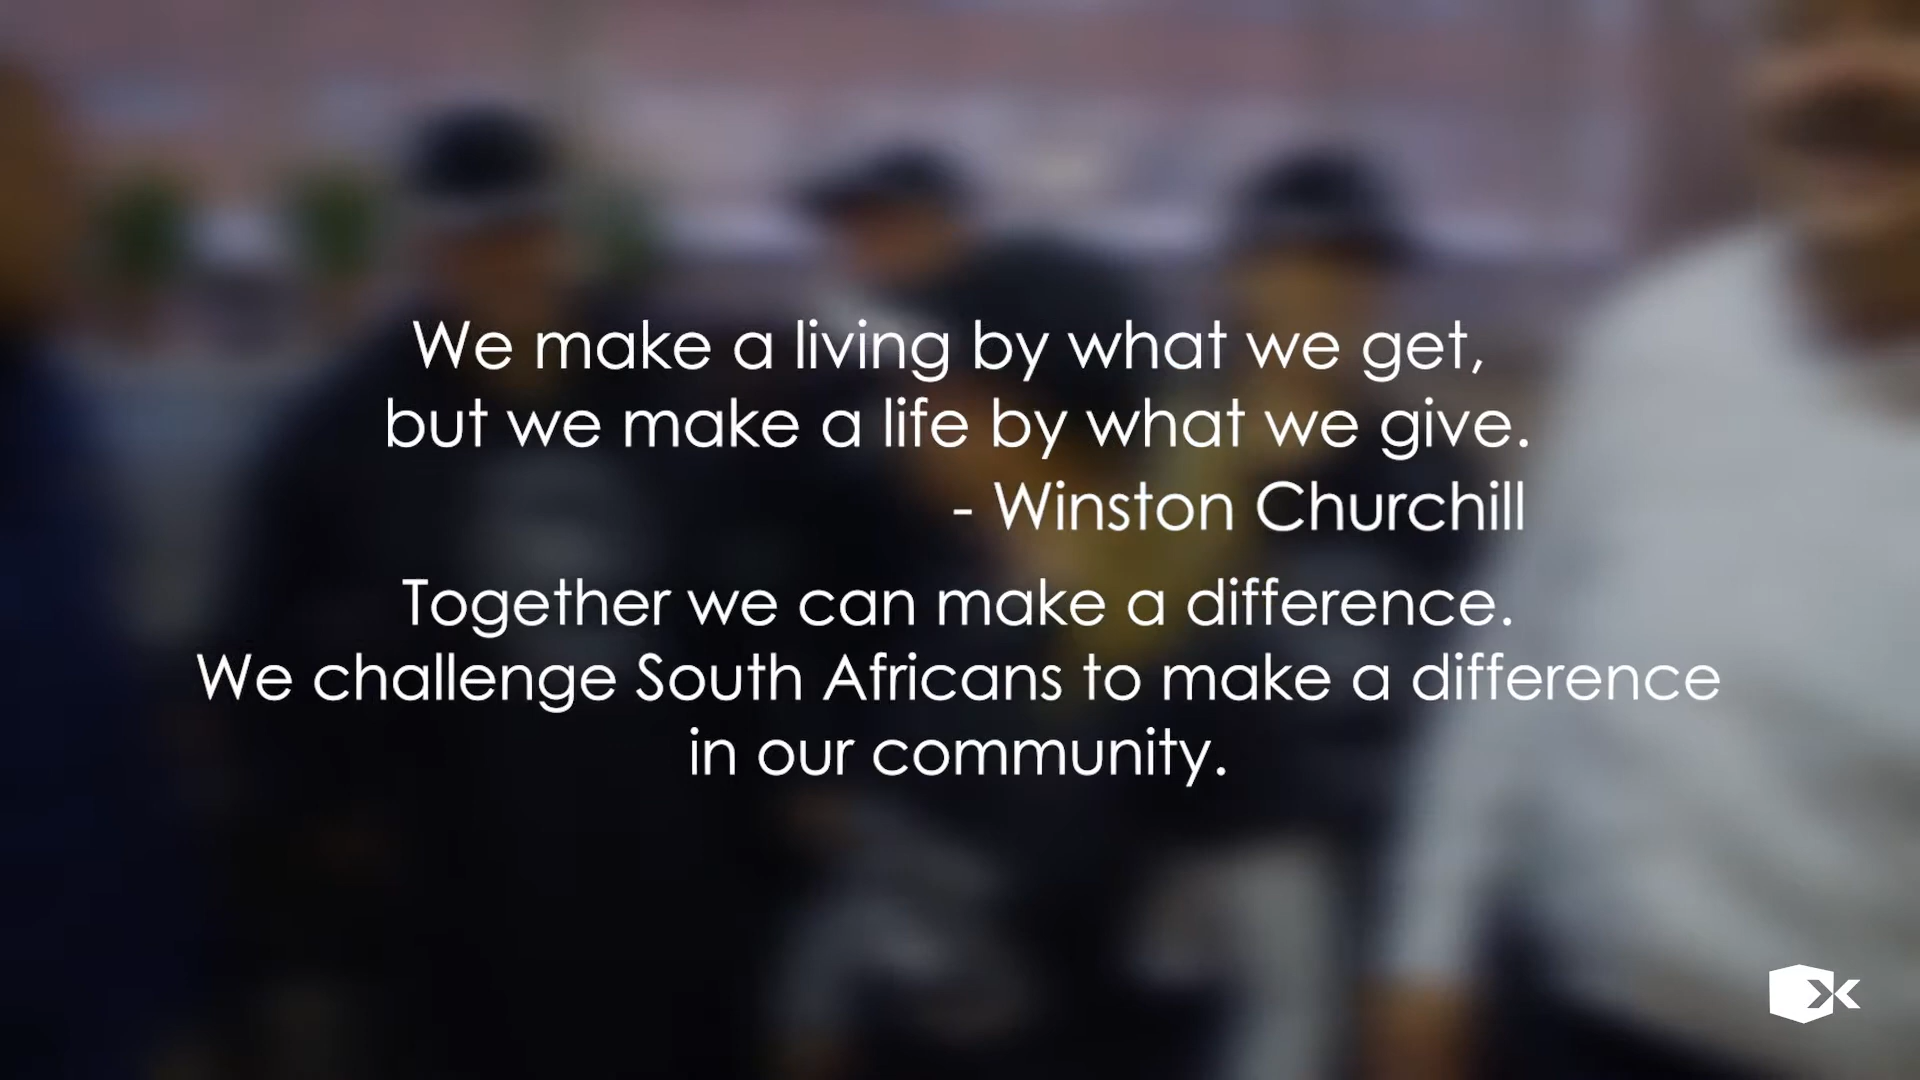 We make a living by what we get,
but we make a life by what we give.
- Winston Churchill
Together we can make a difference.
We challenge South Africans to make a difference
in our community.